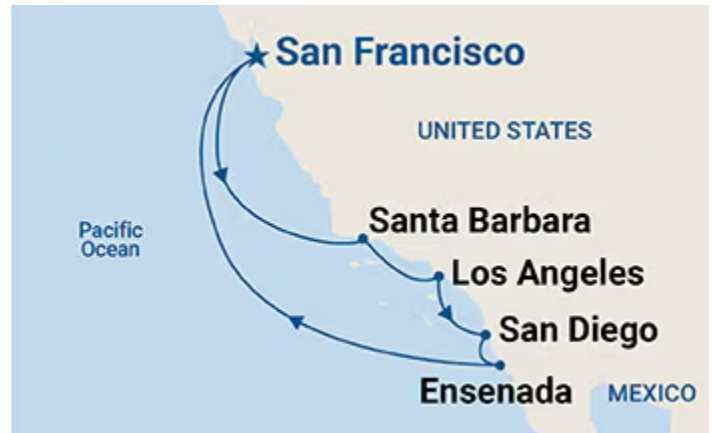 San Francisco
UNITED STATES
Santa Barbara
Pacific
Ocean
Los Angeles
San Diego
Ensenada
MEXICO